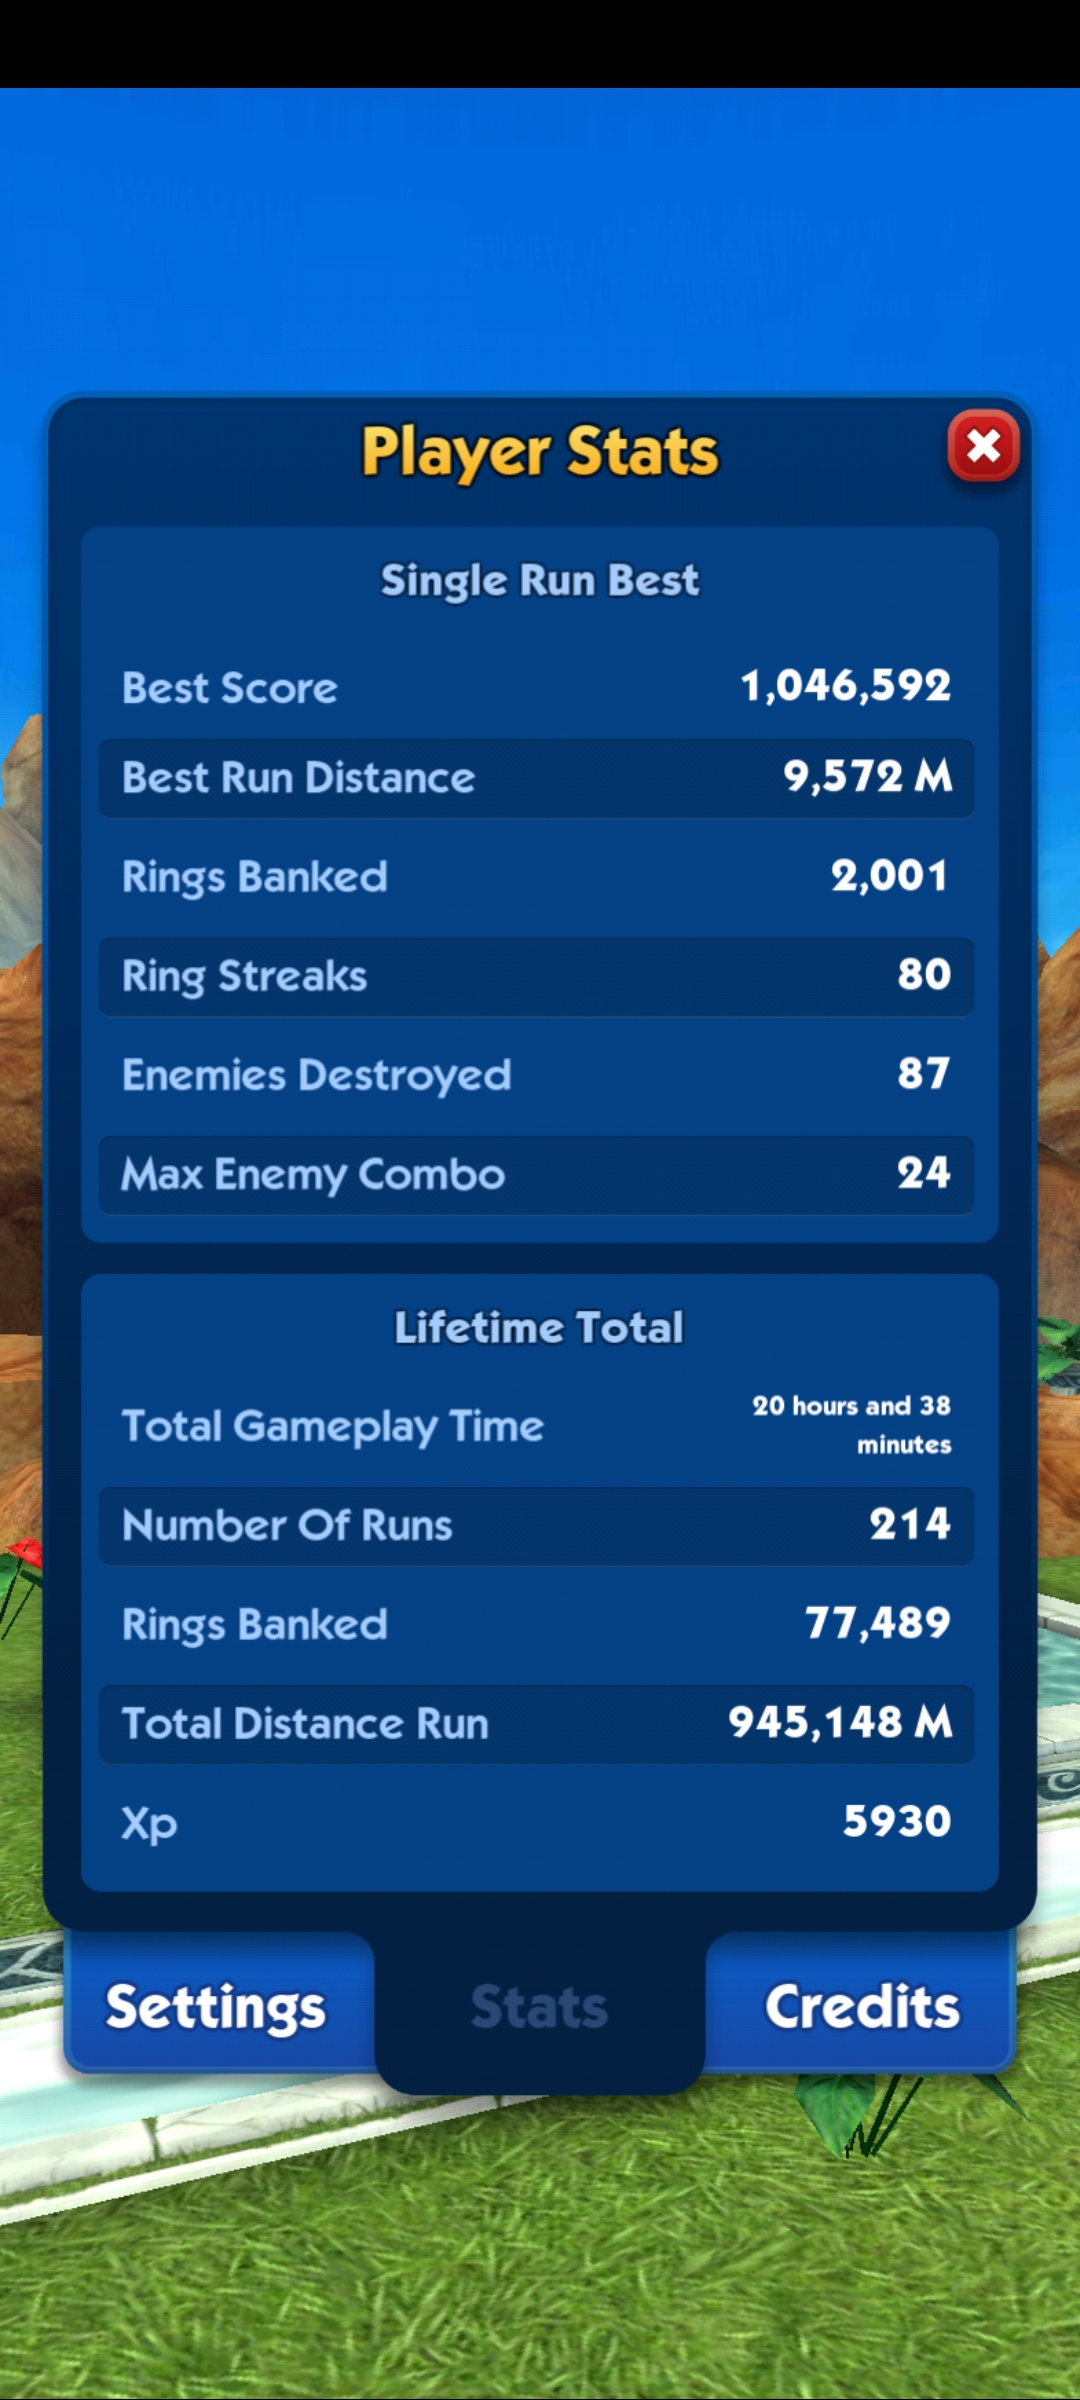 Player Stats
Single Run Best
Best Score 1,046,592
Best Run Distance 9,572 M
Rings Banked 2,001
Ring Streaks 80
Enemies Destroyed 87
Max Enemy Combo 24
Lifetime Total
Total Gameplay Time 20 hours and 38
minutes
Number Of Runs 214
Rings Banked 77,489
Total Distance Run 945,148 M
Xp 5930
Settings Stats Credits